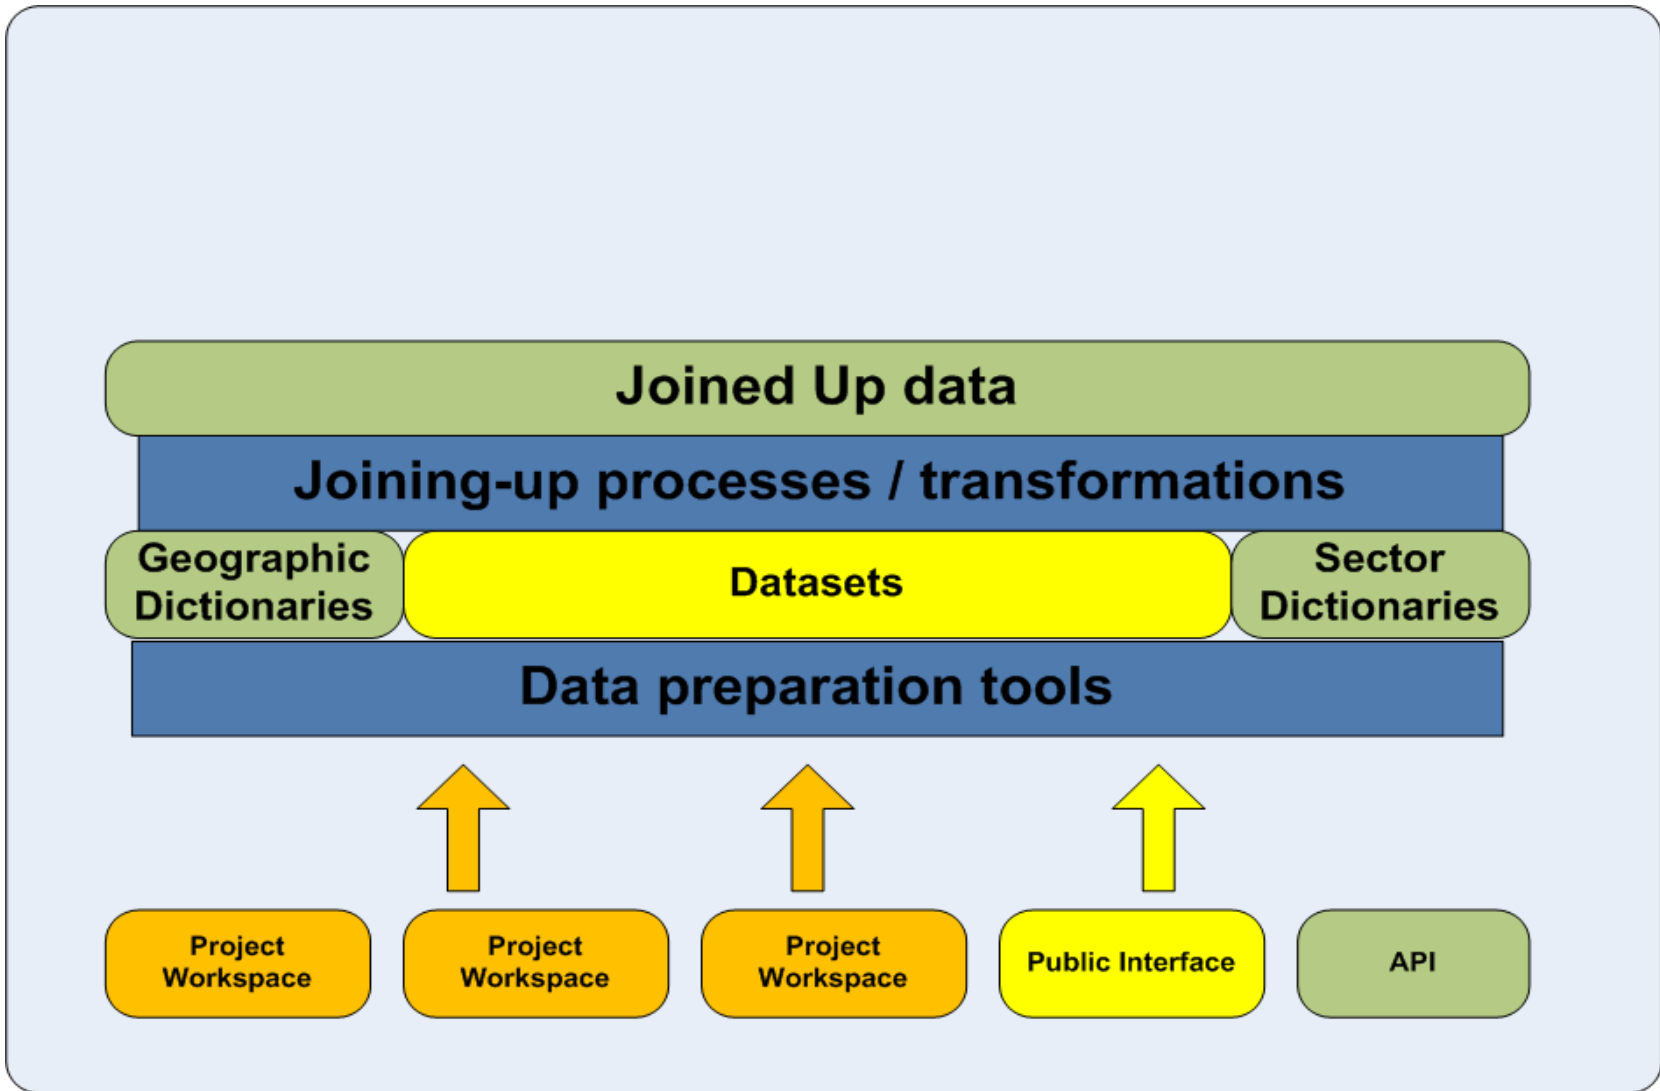 Joined Up data
Joining-up processes / transformations
Geographic
Dictionaries
Datasets
Sector
Dictionaries
Data preparation tools
Project
Workspace
Project
Workspace
Project
Workspace
Public Interface
API